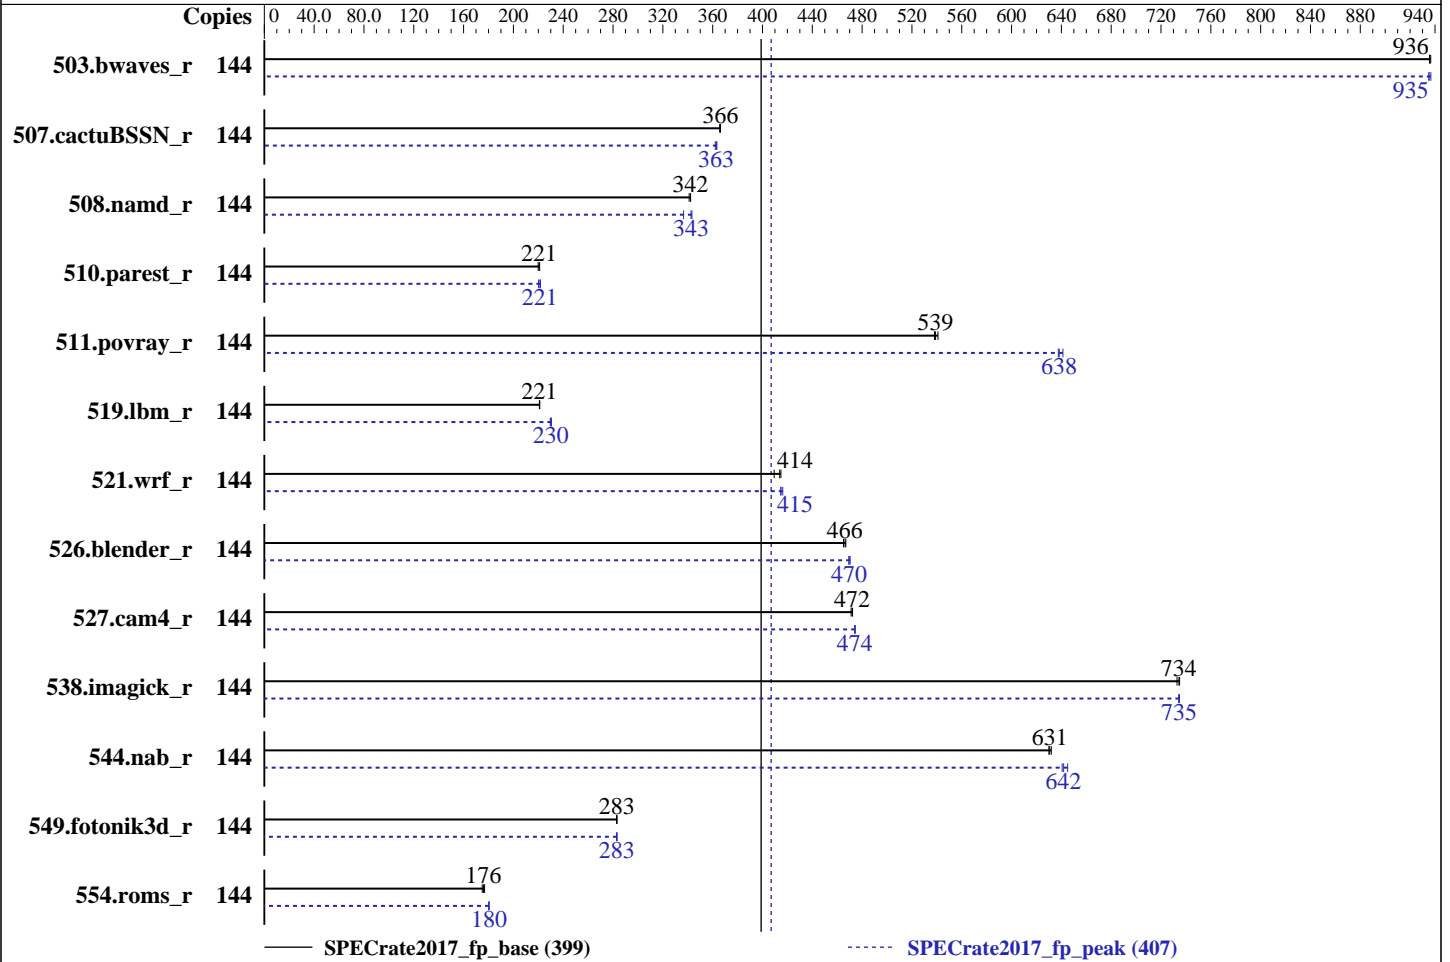 Copies 0 40.0 80.0 120 160 200 240 280 320 360 400 440 480 520 560 600 640 680 720 760 800 840 880 940
936
503.bwaves_r 144
935
366
507.cactuBSSN_r 144
363
342
508.namd_r 144
343
221
510.parest_r 144
221
539
511.povray_r 144
638
221
519.lbm_r 144
230
414
521.wrf_r 144
415
466
526.blender_r 144
470
472
527.cam4_r 144
474
734
538.imagick_r 144
735
631
544.nab_r 144
642
283
549.fotonik3d_r 144
283
176
554.roms_r 144
180
SPECrate2017_fp_base (399) SPECrate2017_fp_peak (407)